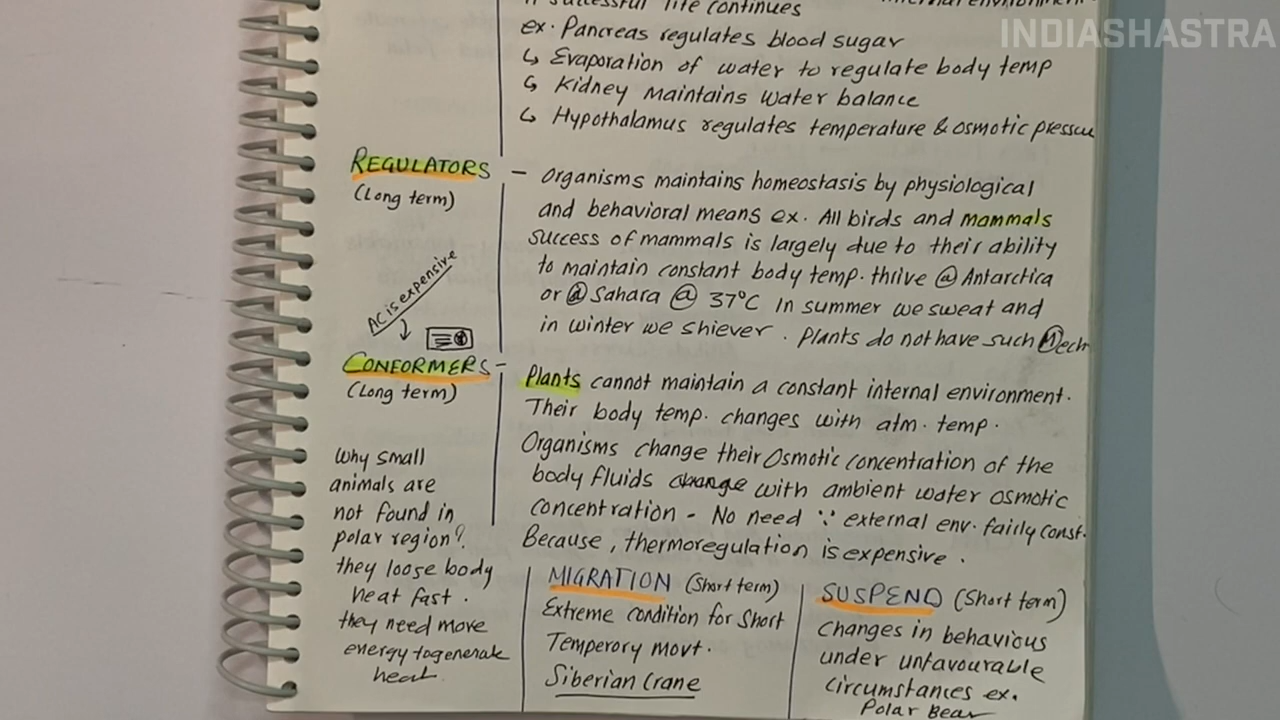 INDIASHASTRA
if successful life continues
ex. Pancreas regulates blood sugar
↳ Evaporation of water to regulate body temp
↳ Kidney maintains water balance
↳ Hypothalamus regulates temperature & osmotic pressu
REGULATORS
(Long term)
- Organisms maintains homeostasis by physiological
and behavioral means ex. All birds and mammals
success of mammals is largely due to their ability
to maintain constant body temp. thrive @ Antarctica
or @ Sahara @ 37°C In summer we sweat and
in winter we shiever. Plants do not have such Mech
AC is expensive
CONFORMERS -
(Long term)
Plants cannot maintain a constant internal environment.
Their body temp. changes with atm. temp.
Organisms change their Osmotic concentration of the
body fluids change with ambient water osmotic
concentration - No need ∵ external env. fairly const.
Because, thermoregulation is expensive.
Why small
animals are
not found in
polar region?
they loose body
heat fast.
they need more
energy to generate
heat.
MIGRATION (Short term)
Extreme condition for Short
Temperory movt.
Siberian Crane
SUSPEND (Short term)
Changes in behavious
under unfavourable
circumstances ex.
Polar Bear